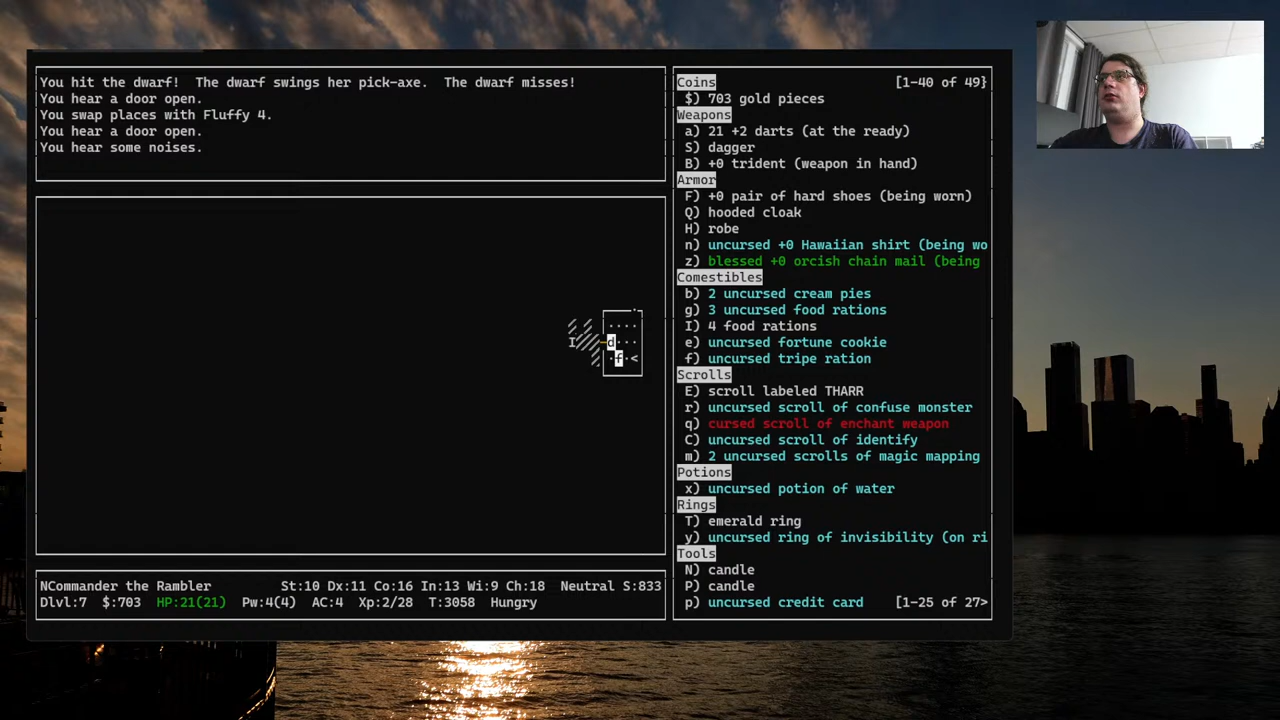 You hit the dwarf!  The dwarf swings her pick-axe.  The dwarf misses!
You hear a door open.
You swap places with Fluffy 4.
You hear a door open.
You hear some noises.
I
d...
.f.<
NCommander the Rambler St:10 Dx:11 Co:16 In:13 Wi:9 Ch:18 Neutral S:833
Dlvl:7 $:703 HP:21(21) Pw:4(4) AC:4 Xp:2/28 T:3058 Hungry
Coins [1-40 of 49}
$) 703 gold pieces
Weapons
a) 21 +2 darts (at the ready)
S) dagger
B) +0 trident (weapon in hand)
Armor
F) +0 pair of hard shoes (being worn)
Q) hooded cloak
H) robe
n) uncursed +0 Hawaiian shirt (being wo
z) blessed +0 orcish chain mail (being
Comestibles
b) 2 uncursed cream pies
g) 3 uncursed food rations
I) 4 food rations
e) uncursed fortune cookie
f) uncursed tripe ration
Scrolls
E) scroll labeled THARR
r) uncursed scroll of confuse monster
q) cursed scroll of enchant weapon
C) uncursed scroll of identify
m) 2 uncursed scrolls of magic mapping
Potions
x) uncursed potion of water
Rings
T) emerald ring
y) uncursed ring of invisibility (on ri
Tools
N) candle
P) candle
p) uncursed credit card [1-25 of 27>